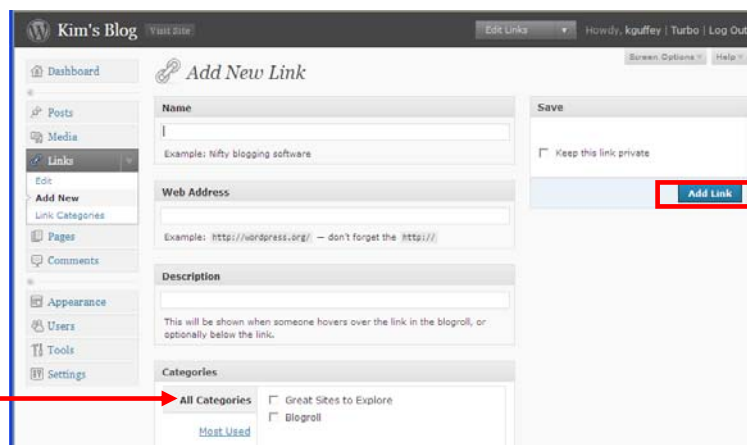 Kim's Blog Visit Site Edit Links Howdy, kguffey | Turbo | Log Out
Screen Options Help
Dashboard
Posts
Media
Links
Edit
Add New
Link Categories
Pages
Comments
Appearance
Users
Tools
Settings
Add New Link
Name
Example: Nifty blogging software
Web Address
Example: http://wordpress.org/ — don't forget the http://
Description
This will be shown when someone hovers over the link in the blogroll, or
optionally below the link.
Categories
All Categories
Most Used
Great Sites to Explore
Blogroll
Save
Keep this link private
Add Link